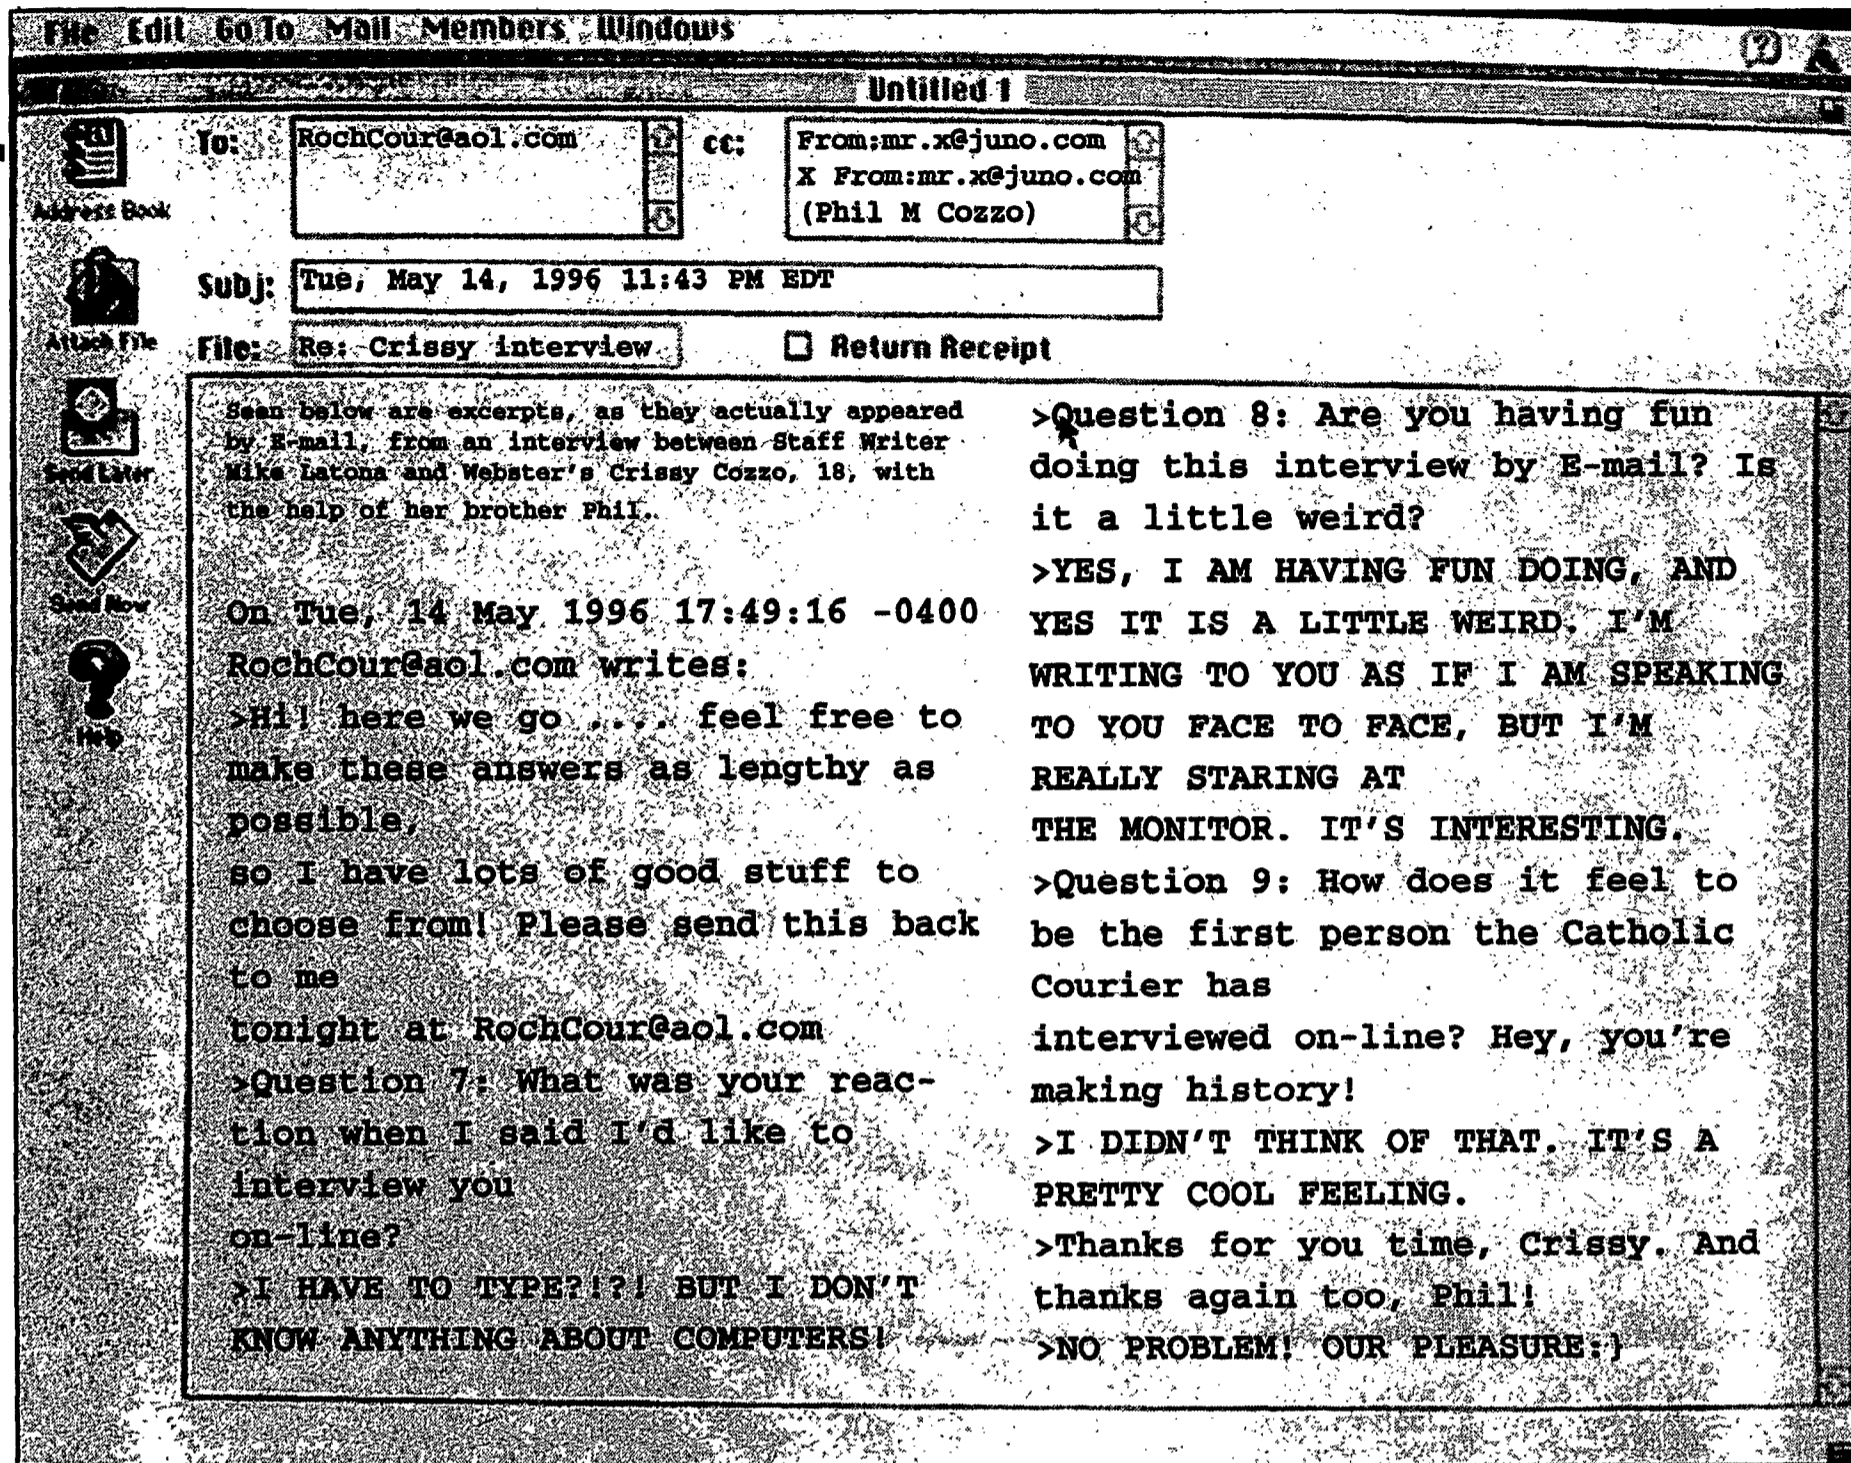 File Edit Go To Mail Members Windows
Untitled 1
To: RochCour@aol.com
cc: From:mr.x@juno.com
X From:mr.x@juno.com
(Phil M Cozzo)
Address Book
Subj: Tue, May 14, 1996 11:43 PM EDT
Attach File
File: Re: Crissy interview
Return Receipt
Send Later
Send Now
Help
Seen below are excerpts, as they actually appeared
by E-mail, from an interview between Staff Writer
Mike Latona and Webster's Crissy Cozzo, 18, with
the help of her brother Phil.
On Tue, 14 May 1996 17:49:16 -0400
RochCour@aol.com writes:
>Hi! here we go .... feel free to
make these answers as lengthy as
possible,
so I have lots of good stuff to
choose from! Please send this back
to me
tonight at RochCour@aol.com
>Question 7: What was your reac-
tion when I said I'd like to
interview you
on-line?
>I HAVE TO TYPE?!?! BUT I DON'T
KNOW ANYTHING ABOUT COMPUTERS!
>Question 8: Are you having fun
doing this interview by E-mail? Is
it a little weird?
>YES, I AM HAVING FUN DOING, AND
YES IT IS A LITTLE WEIRD. I'M
WRITING TO YOU AS IF I AM SPEAKING
TO YOU FACE TO FACE, BUT I'M
REALLY STARING AT
THE MONITOR. IT'S INTERESTING.
>Question 9: How does it feel to
be the first person the Catholic
Courier has
interviewed on-line? Hey, you're
making history!
>I DIDN'T THINK OF THAT. IT'S A
PRETTY COOL FEELING.
>Thanks for you time, Crissy. And
thanks again too, Phil!
>NO PROBLEM! OUR PLEASURE:}